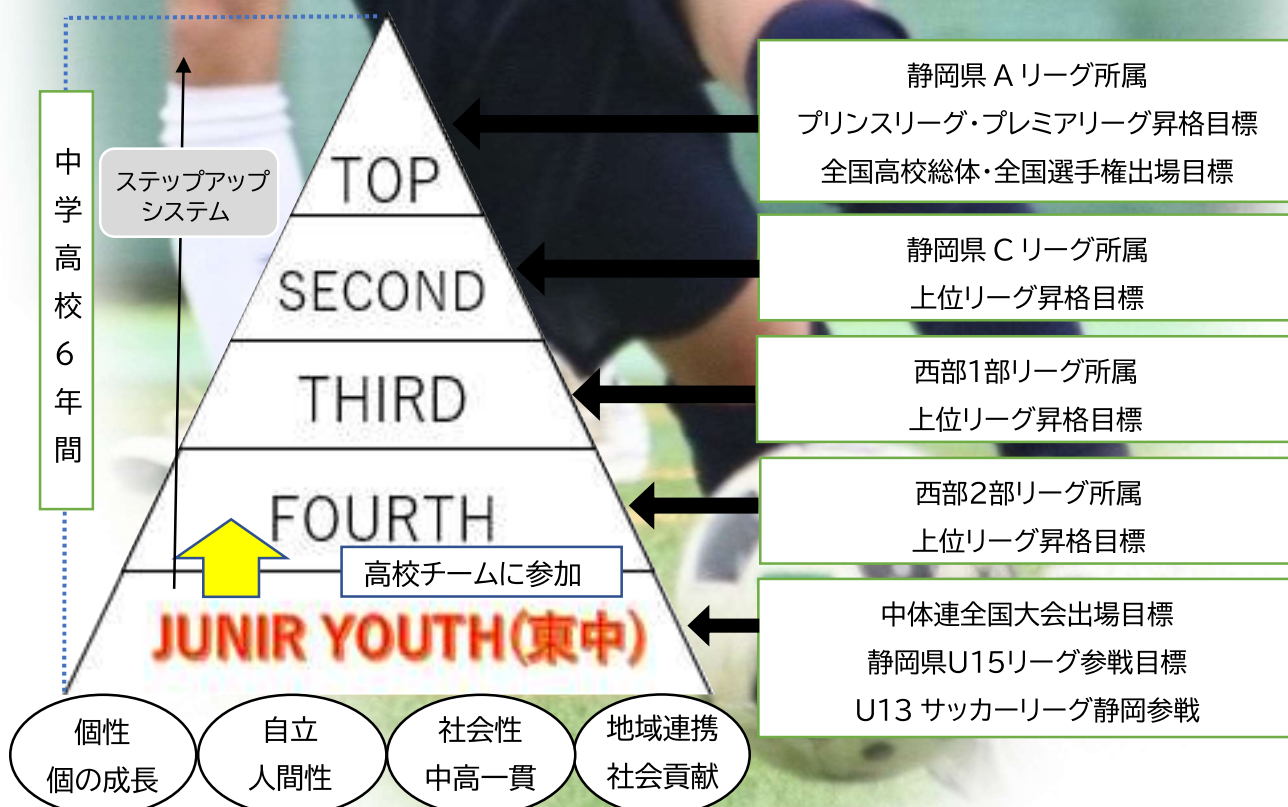 中学高校６年間
ステップアップ
システム
TOP
SECOND
THIRD
FOURTH
高校チームに参加
JUNIR YOUTH(東中)
静岡県 A リーグ所属
プリンスリーグ・プレミアリーグ昇格目標
全国高校総体・全国選手権出場目標
静岡県 C リーグ所属
上位リーグ昇格目標
西部1部リーグ所属
上位リーグ昇格目標
西部2部リーグ所属
上位リーグ昇格目標
中体連全国大会出場目標
静岡県U15リーグ参戦目標
U13 サッカーリーグ静岡参戦
個性
個の成長
自立
人間性
社会性
中高一貫
地域連携
社会貢献